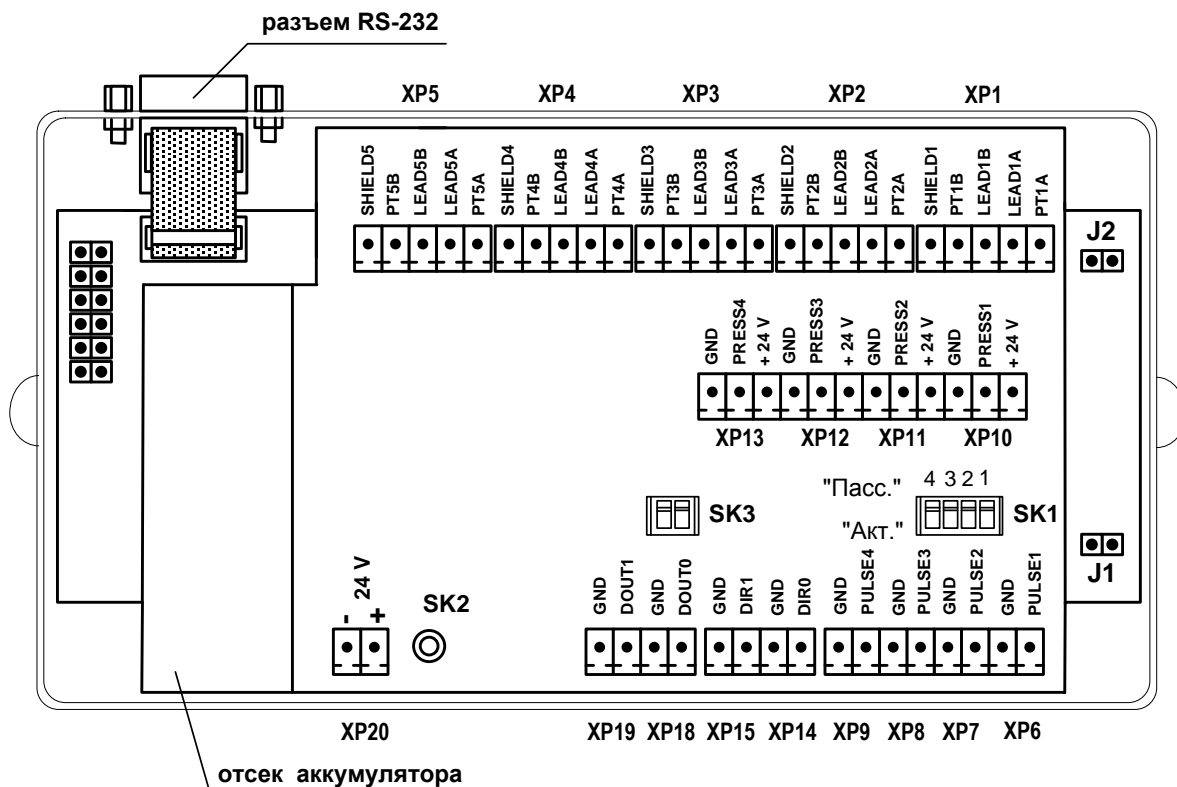 разъем RS-232
XP5 XP4 XP3 XP2 XP1
SHIELD5 PT5B LEAD5B LEAD5A PT5A SHIELD4 PT4B LEAD4B LEAD4A PT4A SHIELD3 PT3B LEAD3B LEAD3A PT3A SHIELD2 PT2B LEAD2B LEAD2A PT2A SHIELD1 PT1B LEAD1B LEAD1A PT1A
J2
GND PRESS4 + 24 V GND PRESS3 + 24 V GND PRESS2 + 24 V GND PRESS1 + 24 V
XP13 XP12 XP11 XP10
"Пасс." 4 3 2 1
SK3 SK1
"Акт."
J1
- + 24 V
SK2
GND DOUT1 GND DOUT0 GND DIR1 GND DIR0 GND PULSE4 GND PULSE3 GND PULSE2 GND PULSE1
XP20 XP19 XP18 XP15 XP14 XP9 XP8 XP7 XP6
отсек аккумулятора